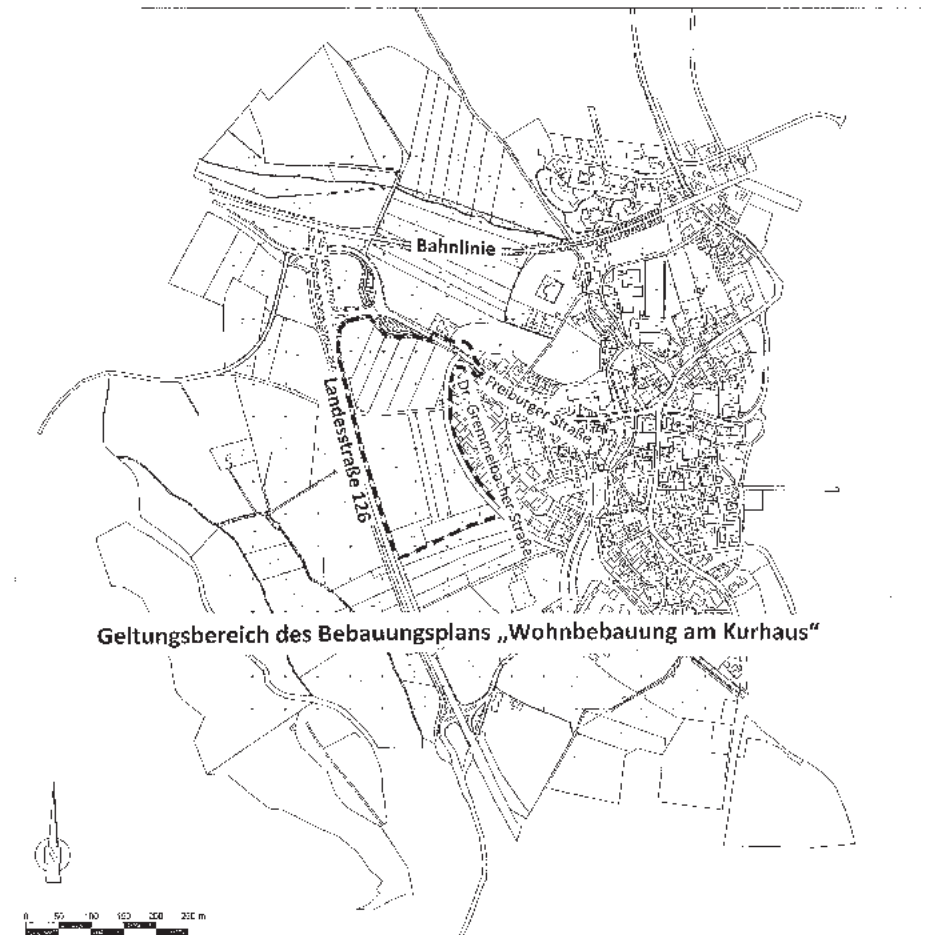 Bahnlinie
Freiburger Straße
Dr. Gremmelbacher Straße
Landesstraße 126
Geltungsbereich des Bebauungsplans „Wohnbebauung am Kurhaus“
N
0 50 100 150 200 250 m